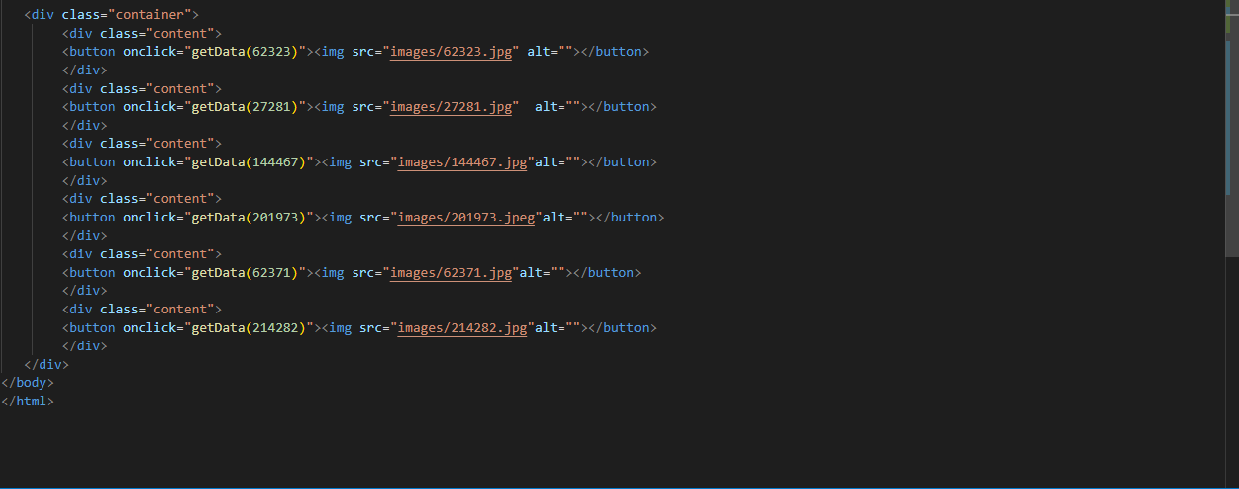 <div class="container">
<div class="content">
<button onclick="getData(62323)"><img src="images/62323.jpg" alt=""></button>
</div>
<div class="content">
<button onclick="getData(27281)"><img src="images/27281.jpg"  alt=""></button>
</div>
<div class="content">
<button onclick="getData(144467)"><img src="images/144467.jpg"alt=""></button>
</div>
<div class="content">
<button onclick="getData(201973)"><img src="images/201973.jpeg"alt=""></button>
</div>
<div class="content">
<button onclick="getData(62371)"><img src="images/62371.jpg"alt=""></button>
</div>
<div class="content">
<button onclick="getData(214282)"><img src="images/214282.jpg"alt=""></button>
</div>
</div>
</body>
</html>